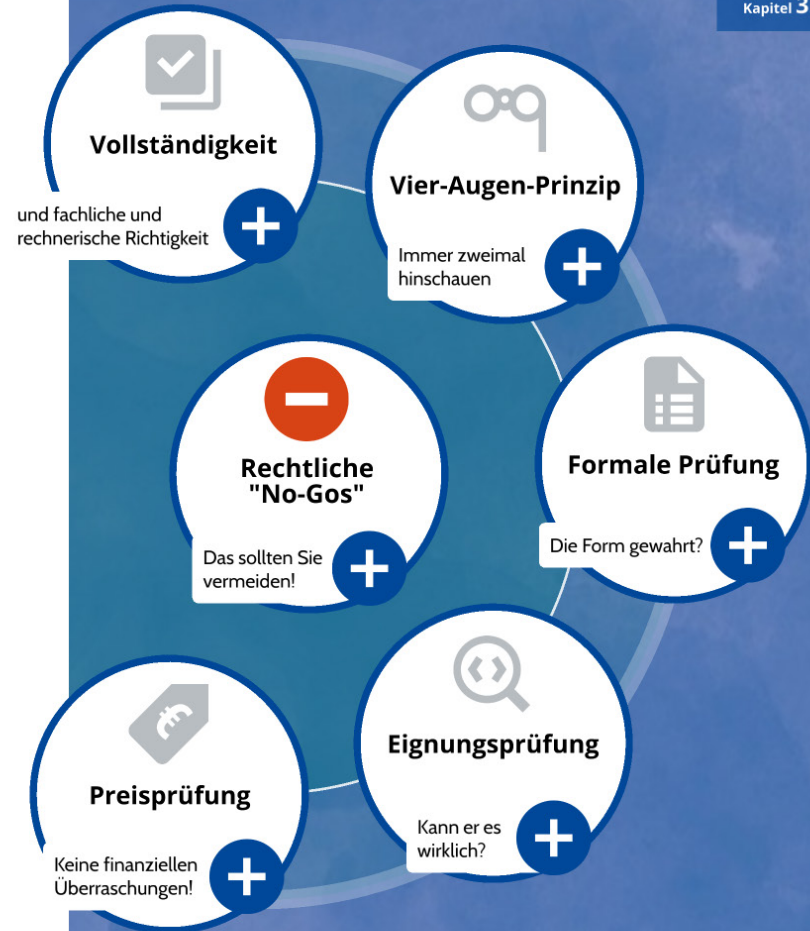 Kapitel 3
Vollständigkeit
und fachliche und
rechnerische Richtigkeit
Vier-Augen-Prinzip
Immer zweimal
hinschauen
Rechtliche
"No-Gos"
Das sollten Sie
vermeiden!
Formale Prüfung
Die Form gewahrt?
Eignungsprüfung
Kann er es
wirklich?
Preisprüfung
Keine finanziellen
Überraschungen!